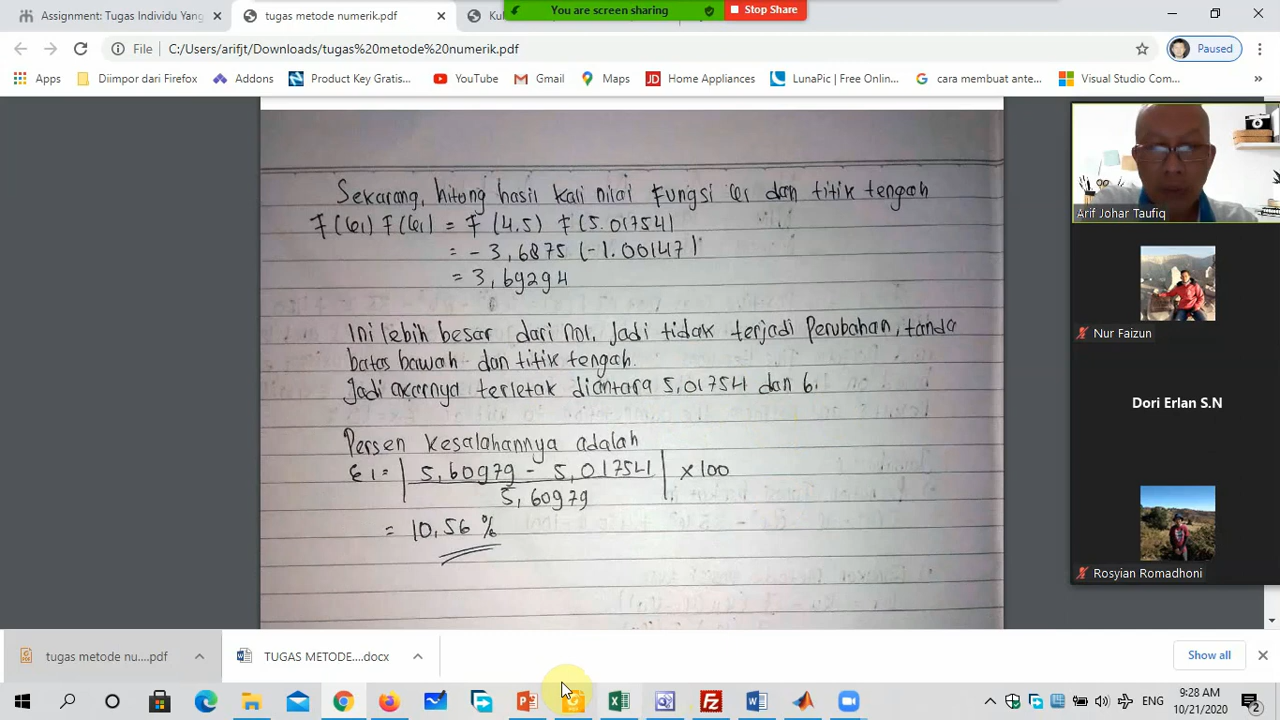 Assignments: Tugas Individu Yan
tugas metode numerik.pdf
You are screen sharing
Stop Share
File
C:/Users/arifjt/Downloads/tugas%20metode%20numerik.pdf
Paused
Apps
Diimpor dari Firefox
Addons
Product Key Gratis...
YouTube
Gmail
Maps
Home Appliances
LunaPic | Free Onlin...
cara membuat ante...
Visual Studio Com...
»
Sekarang, hitung hasil kali nilai Fungsi dan titik tengah
= F (4.5) F (5.01754)
= - 3,6875 (-1.00147)
= 3,69294
Ini lebih besar dari nol. Jadi tidak terjadi Perubahan, tanda
batas bawah dan titik tengah.
Jadi akarnya terletak diantara 5,01754 dan 6.
Persen Kesalahannya adalah
ε1 = | 5,60979 - 5,017541 | x 100
5,60979
= 10,56 %
Arif Johar Taufiq
Nur Faizun
Dori Erlan S.N
Rosyian Romadhoni
tugas metode nu....pdf
TUGAS METODE....docx
Show all
ENG
9:28 AM
10/21/2020
2